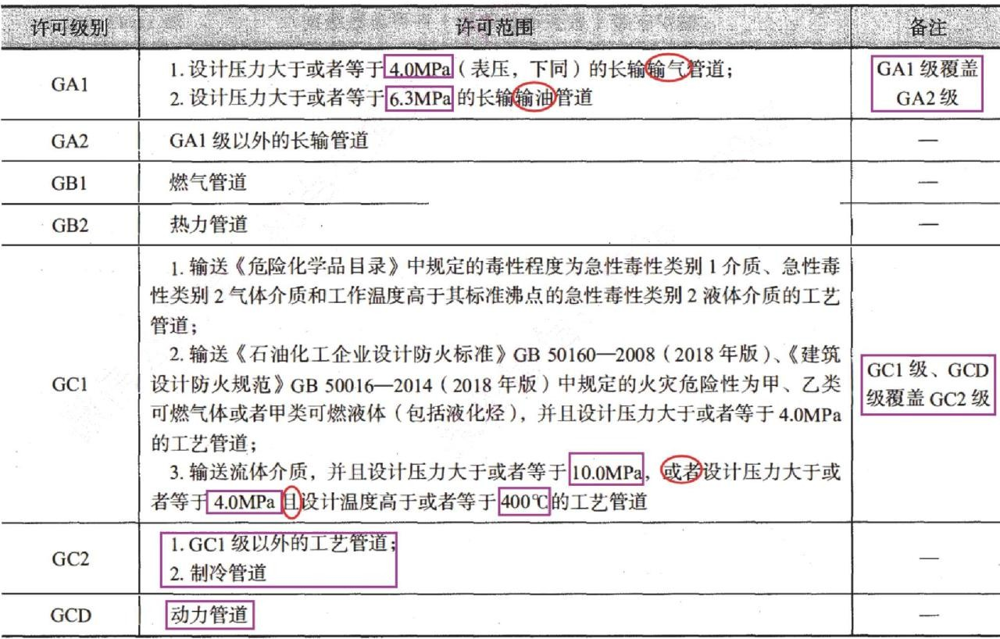 许可级别 许可范围 备注
GA1 1. 设计压力大于或者等于4.0MPa（表压，下同）的长输输气管道； GA1 级覆盖
2. 设计压力大于或者等于6.3MPa 的长输输油管道 GA2 级
GA2 GA1 级以外的长输管道 —
GB1 燃气管道 —
GB2 热力管道 —
1. 输送《危险化学品目录》中规定的毒性程度为急性毒性类别 1 介质、急性毒
性类别 2 气体介质和工作温度高于其标准沸点的急性毒性类别 2 液体介质的工艺
管道；
2. 输送《石油化工企业设计防火标准》GB 50160—2008（2018 年版）、《建筑
GC1 设计防火规范》GB 50016—2014（2018 年版）中规定的火灾危险性为甲、乙类 GC1 级、GCD
可燃气体或者甲类可燃液体（包括液化烃），并且设计压力大于或者等于 4.0MPa 级覆盖 GC2 级
的工艺管道；
3. 输送流体介质，并且设计压力大于或者等于 10.0MPa，或者设计压力大于或
者等于 4.0MPa 且设计温度高于或者等于 400℃的工艺管道
GC2 1. GC1 级以外的工艺管道； —
2. 制冷管道
GCD 动力管道 —